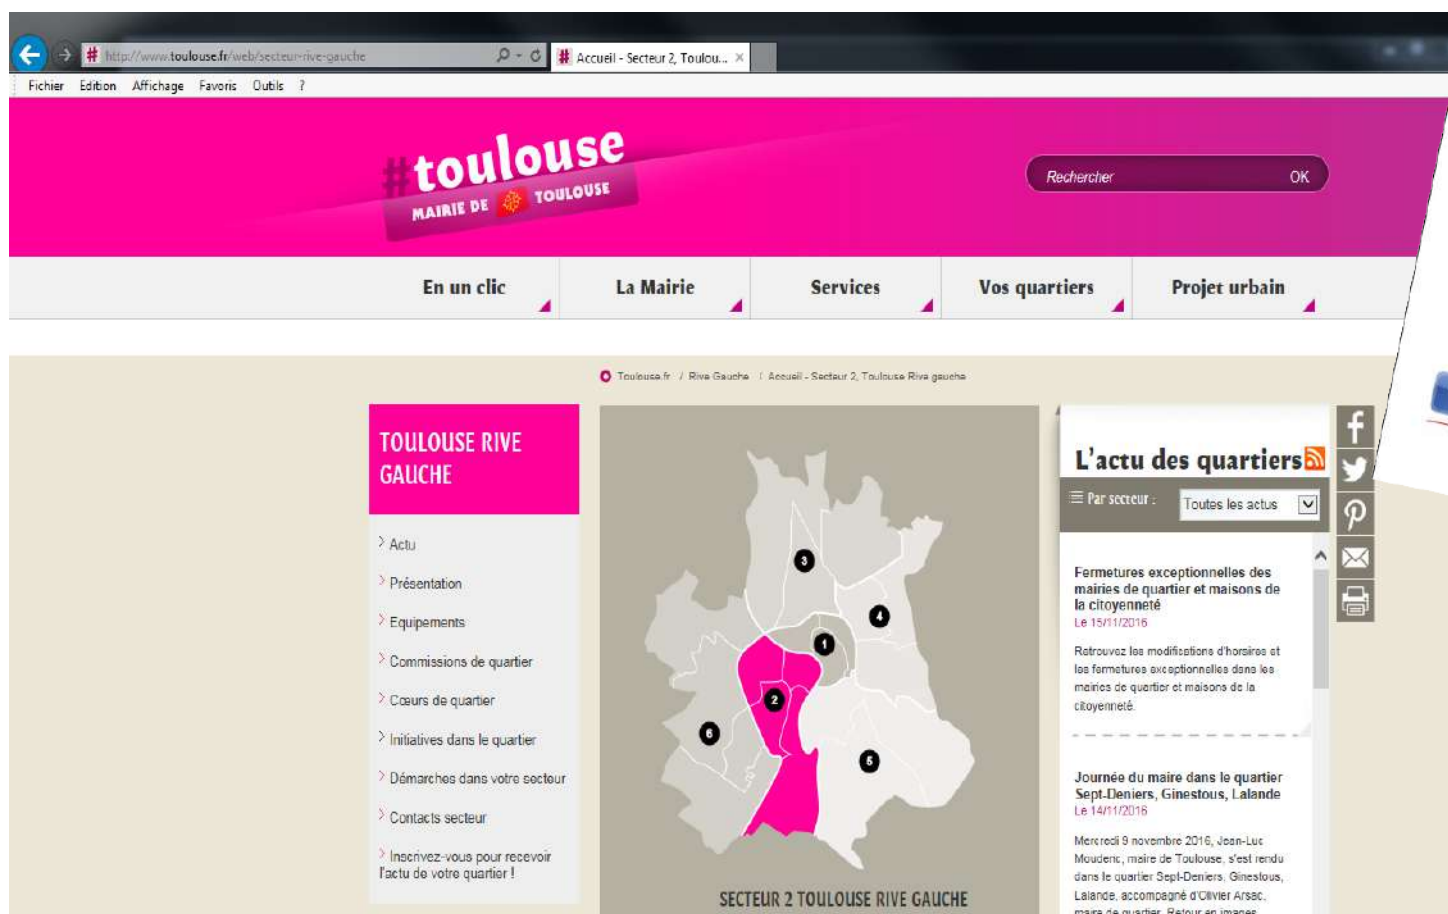 http://www.toulouse.fr/web/secteur-rive-gauche
Accueil - Secteur 2, Toulou...
Fichier Edition Affichage Favoris Outils ?
#toulouse
MAIRIE DE TOULOUSE
Rechercher OK
En un clic La Mairie Services Vos quartiers Projet urbain
Toulouse.fr / Rive Gauche / Accueil - Secteur 2, Toulouse Rive gauche
TOULOUSE RIVE
GAUCHE
> Actu
> Présentation
> Equipements
> Commissions de quartier
> Cœurs de quartier
> Initiatives dans le quartier
> Démarches dans votre secteur
> Contacts secteur
> Inscrivez-vous pour recevoir
l'actu de votre quartier !
3
4
1
2
6
5
SECTEUR 2 TOULOUSE RIVE GAUCHE
L'actu des quartiers
Par secteur : Toutes les actus
Fermetures exceptionnelles des
mairies de quartier et maisons de
la citoyenneté
Le 15/11/2016
Retrouvez les modifications d'horaires et
les fermetures exceptionnelles dans les
mairies de quartier et maisons de la
citoyenneté.
Journée du maire dans le quartier
Sept-Deniers, Ginestous, Lalande
Le 14/11/2016
Mercredi 9 novembre 2016, Jean-Luc
Moudenc, maire de Toulouse, s'est rendu
dans le quartier Sept-Deniers, Ginestous,
Lalande, accompagné d'Olivier Arsac,
maire de quartier. Retour en images